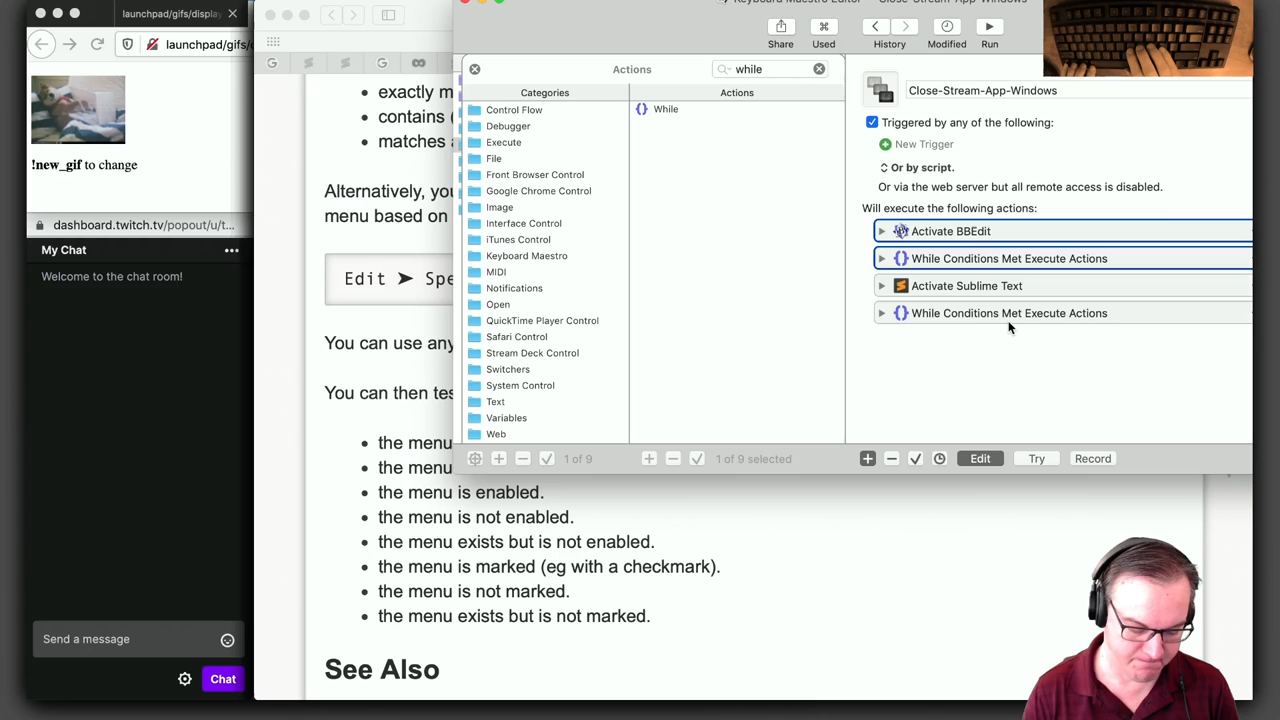 launchpad/gifs/display
launchpad/gifs/
!new_gif to change
dashboard.twitch.tv/popout/u/t...
My Chat
Welcome to the chat room!
Send a message
Chat
exactly m
contains (
matches a
Alternatively, you
menu based on
Edit ➤ Spe
You can use any
You can then tes
the menu
the menu
the menu is enabled.
the menu is not enabled.
the menu exists but is not enabled.
the menu is marked (eg with a checkmark).
the menu is not marked.
the menu exists but is not marked.
See Also
Keyboard Maestro Editor — Close-Stream-App-Windows
Share
Used
History
Modified
Run
Actions
while
Categories
Actions
Control Flow
Debugger
Execute
File
Front Browser Control
Google Chrome Control
Image
Interface Control
iTunes Control
Keyboard Maestro
MIDI
Notifications
Open
QuickTime Player Control
Safari Control
Stream Deck Control
Switchers
System Control
Text
Variables
Web
While
1 of 9
1 of 9 selected
Close-Stream-App-Windows
Triggered by any of the following:
New Trigger
Or by script.
Or via the web server but all remote access is disabled.
Will execute the following actions:
Activate BBEdit
While Conditions Met Execute Actions
Activate Sublime Text
While Conditions Met Execute Actions
Edit
Try
Record